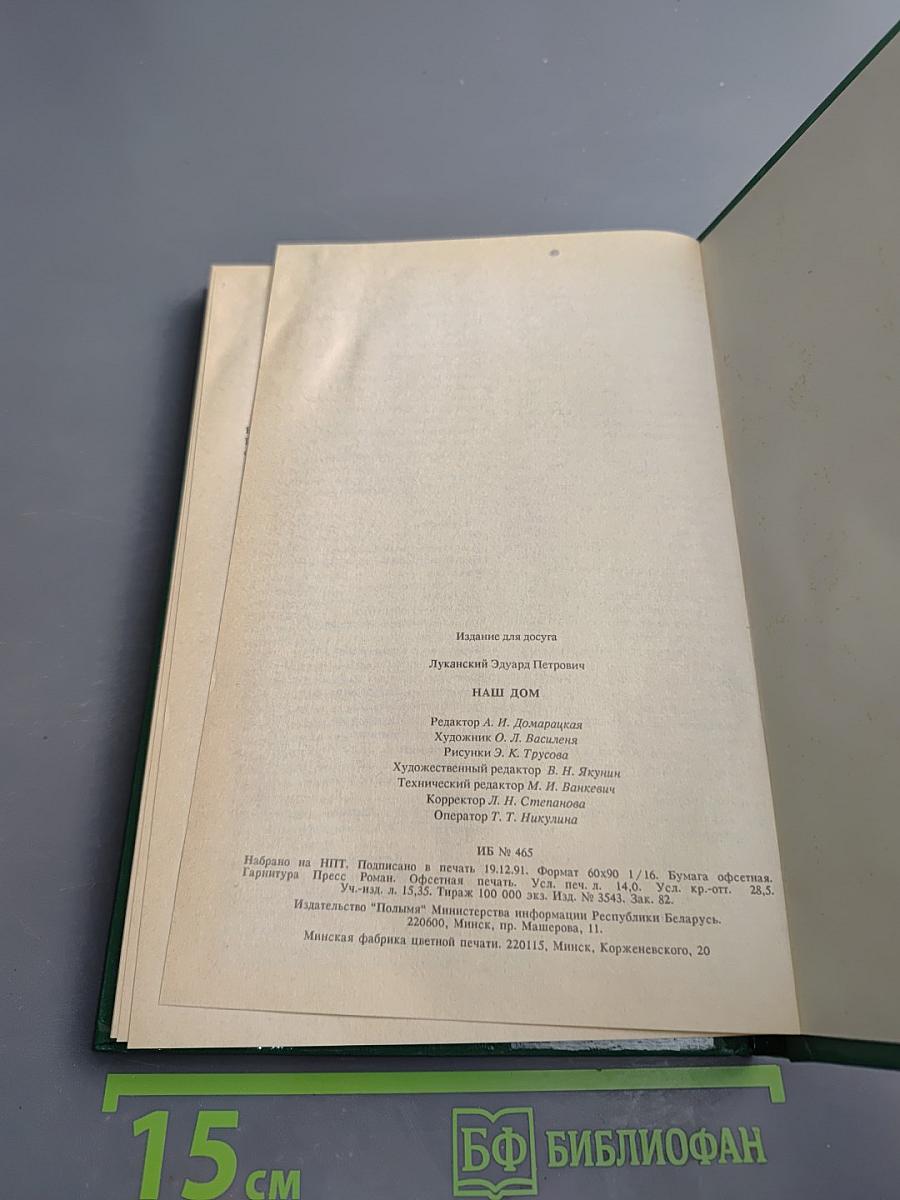 Издание для досуга
Луканский Эдуард Петрович
НАШ ДОМ
Редактор А. И. Домарацкая
Художник О. Л. Василеня
Рисунки Э. К. Трусова
Художественный редактор В. Н. Якунин
Технический редактор М. И. Ванкевич
Корректор Л. Н. Степанова
Оператор Т. Т. Никулина
ИБ № 465
Набрано на НПТ. Подписано в печать 19.12.91. Формат 60х90 1/16. Бумага офсетная.
Гарнитура Пресс Роман. Офсетная печать. Усл. печ. л. 14,0. Усл. кр.-отт. 28,5.
Уч.-изд. л. 15,35. Тираж 100 000 экз. Изд. № 3543. Зак. 82.
Издательство "Полымя" Министерства информации Республики Беларусь.
220600, Минск, пр. Машерова, 11.
Минская фабрика цветной печати. 220115, Минск, Корженевского, 20
15 см
БФ БИБЛИОФАН